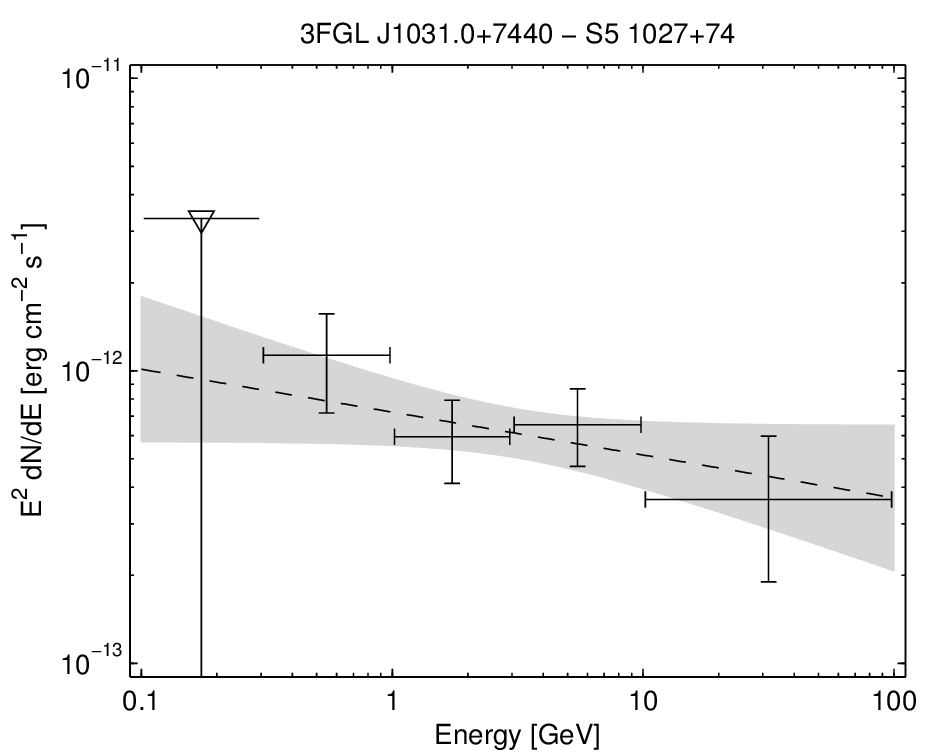 3FGL J1031.0+7440 − S5 1027+74
10⁻¹¹
10⁻¹²
10⁻¹³
E² dN/dE [erg cm⁻² s⁻¹]
0.1 1 10 100
Energy [GeV]